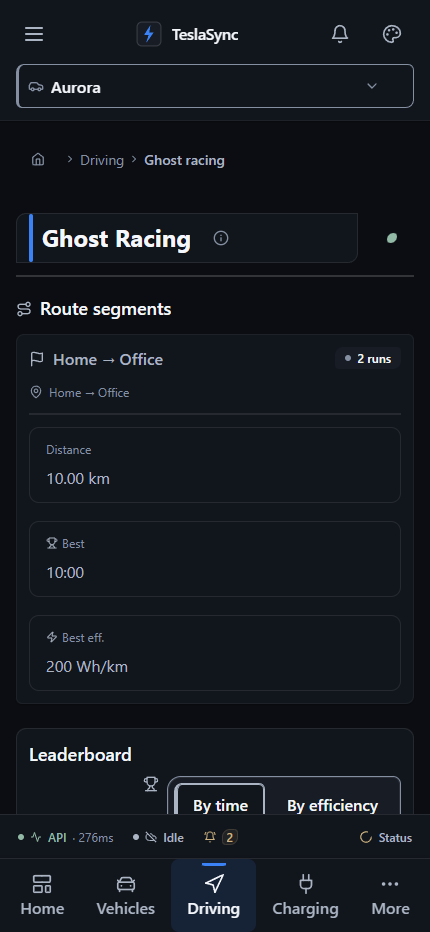 TeslaSync
Aurora
Driving > Ghost racing
Ghost Racing
Route segments
Home → Office
2 runs
Home → Office
Distance
10.00 km
Best
10:00
Best eff.
200 Wh/km
Leaderboard
By time By efficiency
API · 276ms Idle 2 Status
Home Vehicles Driving Charging More